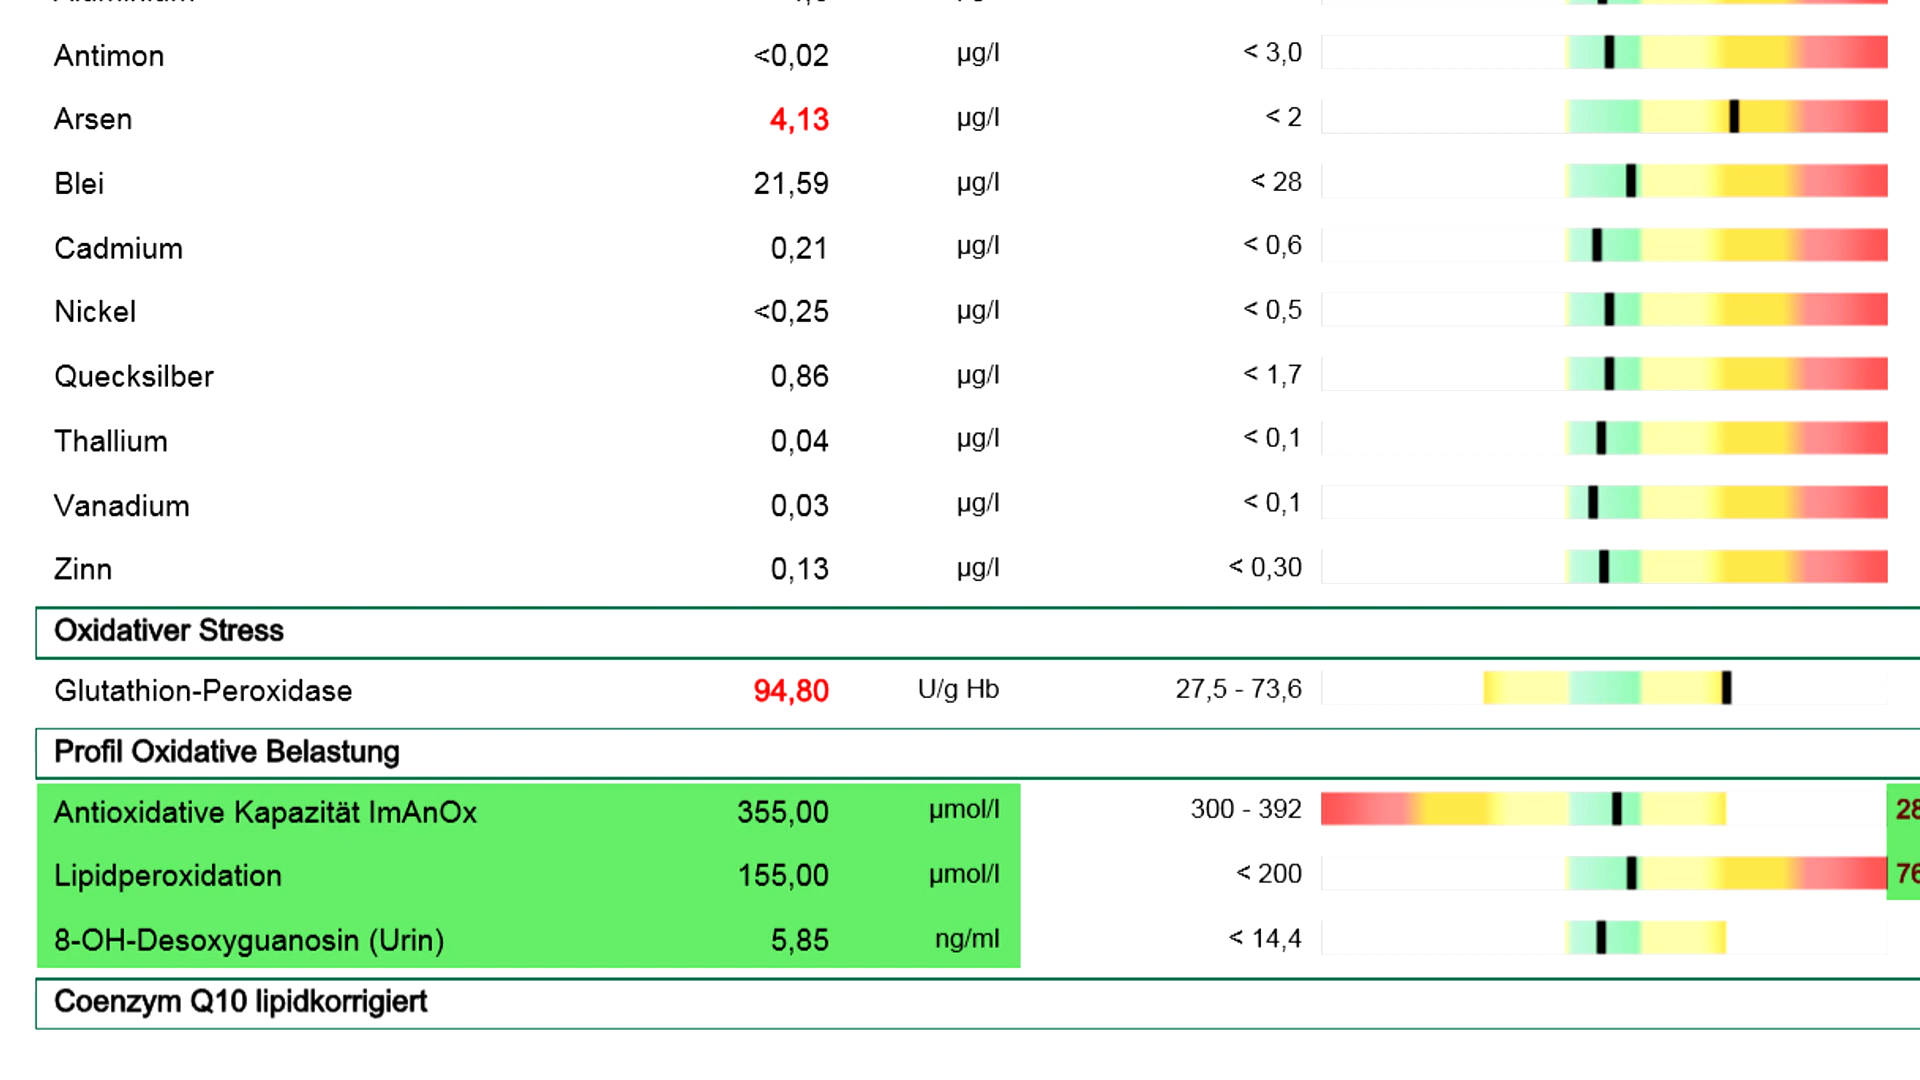 Antimon <0,02 µg/l < 3,0
Arsen 4,13 µg/l < 2
Blei 21,59 µg/l < 28
Cadmium 0,21 µg/l < 0,6
Nickel <0,25 µg/l < 0,5
Quecksilber 0,86 µg/l < 1,7
Thallium 0,04 µg/l < 0,1
Vanadium 0,03 µg/l < 0,1
Zinn 0,13 µg/l < 0,30
Oxidativer Stress
Glutathion-Peroxidase 94,80 U/g Hb 27,5 - 73,6
Profil Oxidative Belastung
Antioxidative Kapazität ImAnOx 355,00 µmol/l 300 - 392
Lipidperoxidation 155,00 µmol/l < 200
8-OH-Desoxyguanosin (Urin) 5,85 ng/ml < 14,4
Coenzym Q10 lipidkorrigiert